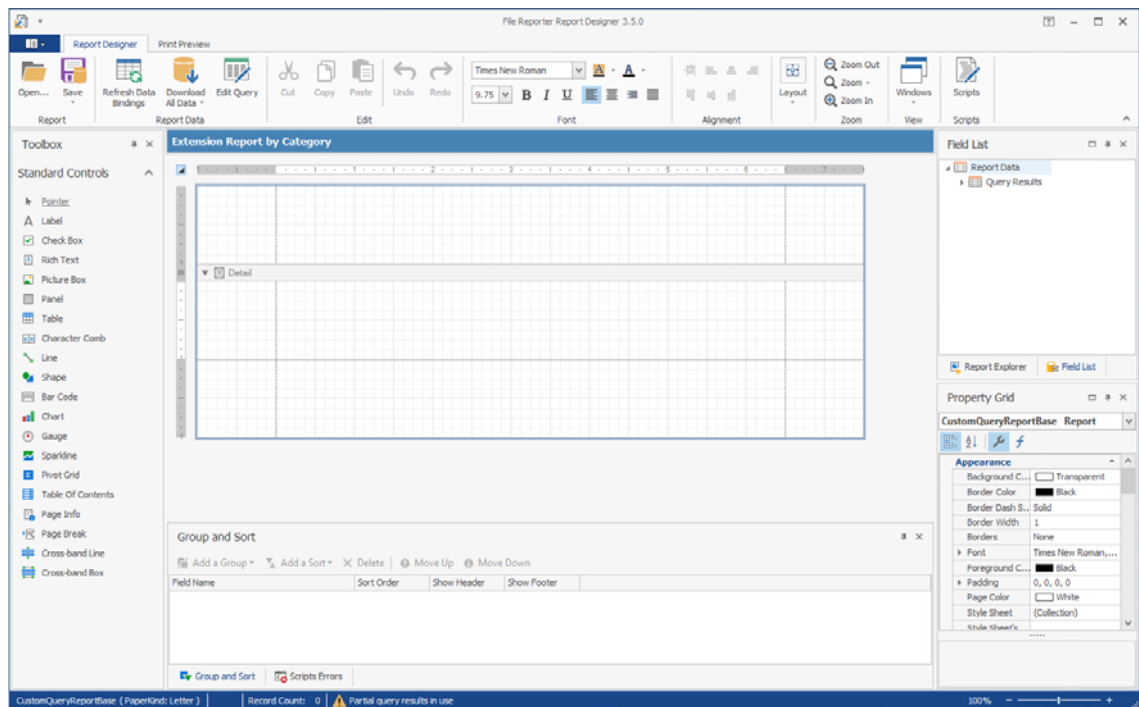 File Reporter Report Designer 3.5.0
Report Designer Print Preview
Open... Save Refresh Data Bindings Download All Data Edit Query Cut Copy Paste Undo Redo Times New Roman 9.75 B I U Layout Zoom Out Zoom Zoom In Windows Scripts
Report Report Data Edit Font Alignment Zoom View Scripts
Toolbox
Standard Controls
Pointer
Label
Check Box
Rich Text
Picture Box
Panel
Table
Character Comb
Line
Shape
Bar Code
Chart
Gauge
Sparkline
Pivot Grid
Table Of Contents
Page Info
Page Break
Cross-band Line
Cross-band Box
Extension Report by Category
1 2 3 4 5 6 7
Detail
Group and Sort
Add a Group Add a Sort Delete Move Up Move Down
Field Name Sort Order Show Header Show Footer
Group and Sort Scripts Errors
Field List
Report Data
Query Results
Report Explorer Field List
Property Grid
CustomQueryReportBase Report
Appearance
Background C... Transparent
Border Color Black
Border Dash S... Solid
Border Width 1
Borders None
Font Times New Roman,...
Foreground C... Black
Padding 0, 0, 0, 0
Page Color White
Style Sheet (Collection)
Style Sheet's
CustomQueryReportBase { PaperKind: Letter } Record Count: 0 Partial query results in use 100%